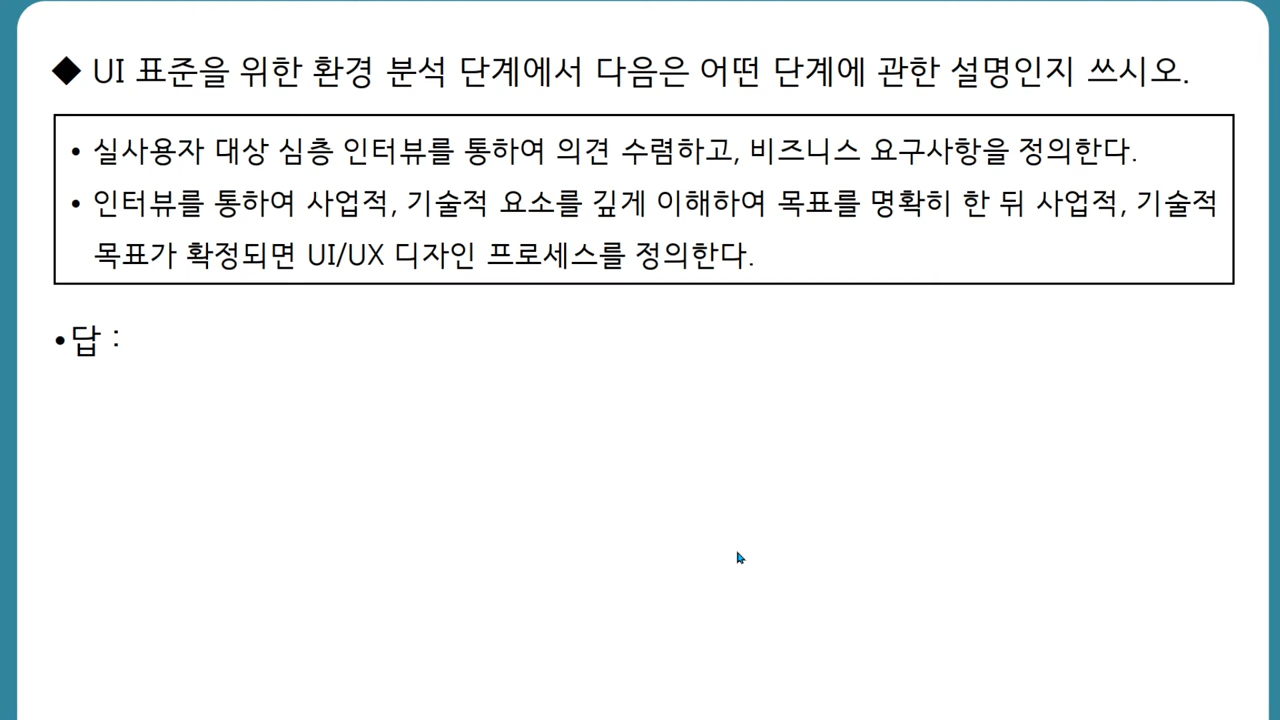 ◆ UI 표준을 위한 환경 분석 단계에서 다음은 어떤 단계에 관한 설명인지 쓰시오.
• 실사용자 대상 심층 인터뷰를 통하여 의견 수렴하고, 비즈니스 요구사항을 정의한다.
• 인터뷰를 통하여 사업적, 기술적 요소를 깊게 이해하여 목표를 명확히 한 뒤 사업적, 기술적
목표가 확정되면 UI/UX 디자인 프로세스를 정의한다.
•답 :